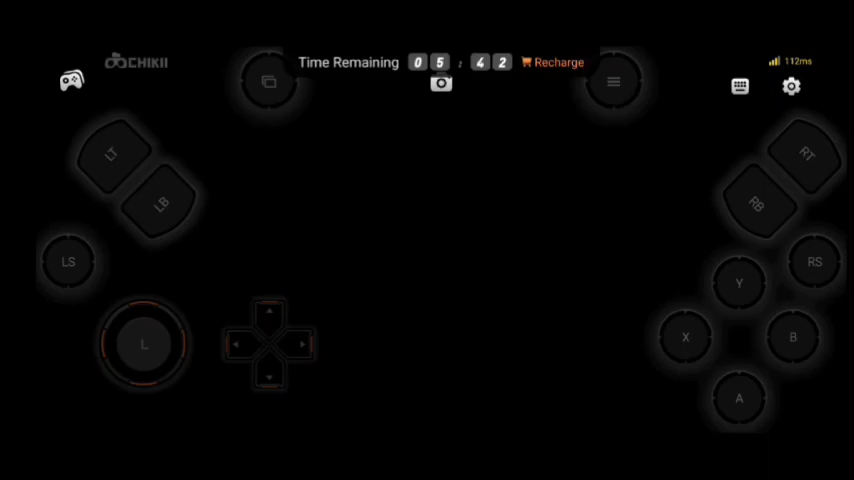 CHIKII
Time Remaining 05 : 42 Recharge
112ms
LT
RT
LB
RB
LS
RS
Y
L
X
B
A